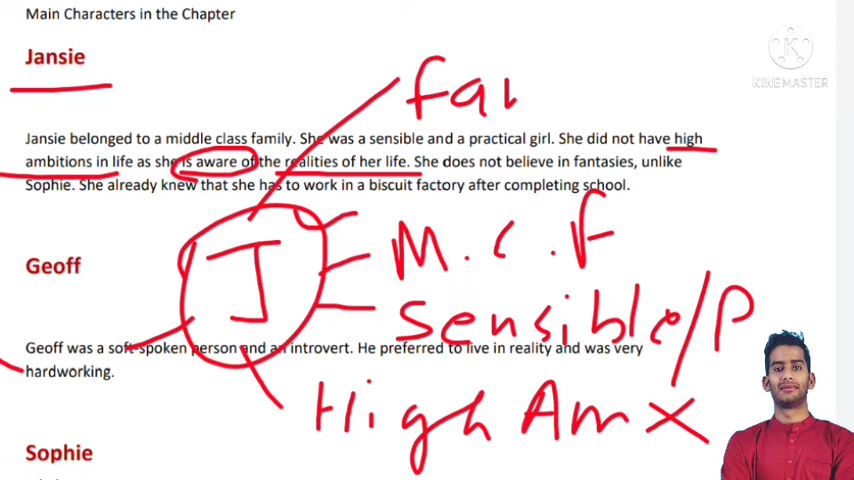 Main Characters in the Chapter
Jansie
far
KINEMASTER
Jansie belonged to a middle class family. She was a sensible and a practical girl. She did not have high
ambitions in life as she is aware of the realities of her life. She does not believe in fantasies, unlike
Sophie. She already knew that she has to work in a biscuit factory after completing school.
J
M.C.F
Geoff
Sensible/P
Geoff was a soft-spoken person and an introvert. He preferred to live in reality and was very
hardworking.
High Am X
Sophie